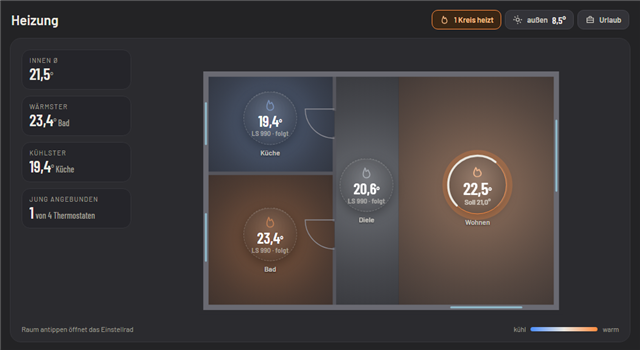 Heizung
1 Kreis heizt
außen 8,5°
Urlaub
INNEN Ø
21,5°
WÄRMSTER
23,4° Bad
KÜHLSTER
19,4° Küche
JUNG ANGEBUNDEN
1 von 4 Thermostaten
19,4°
LS 990 · folgt
Küche
20,6°
LS 990 · folgt
Diele
22,5°
Soll 21,0°
Wohnen
23,4°
LS 990 · folgt
Bad
Raum antippen öffnet das Einstellrad
kühl warm